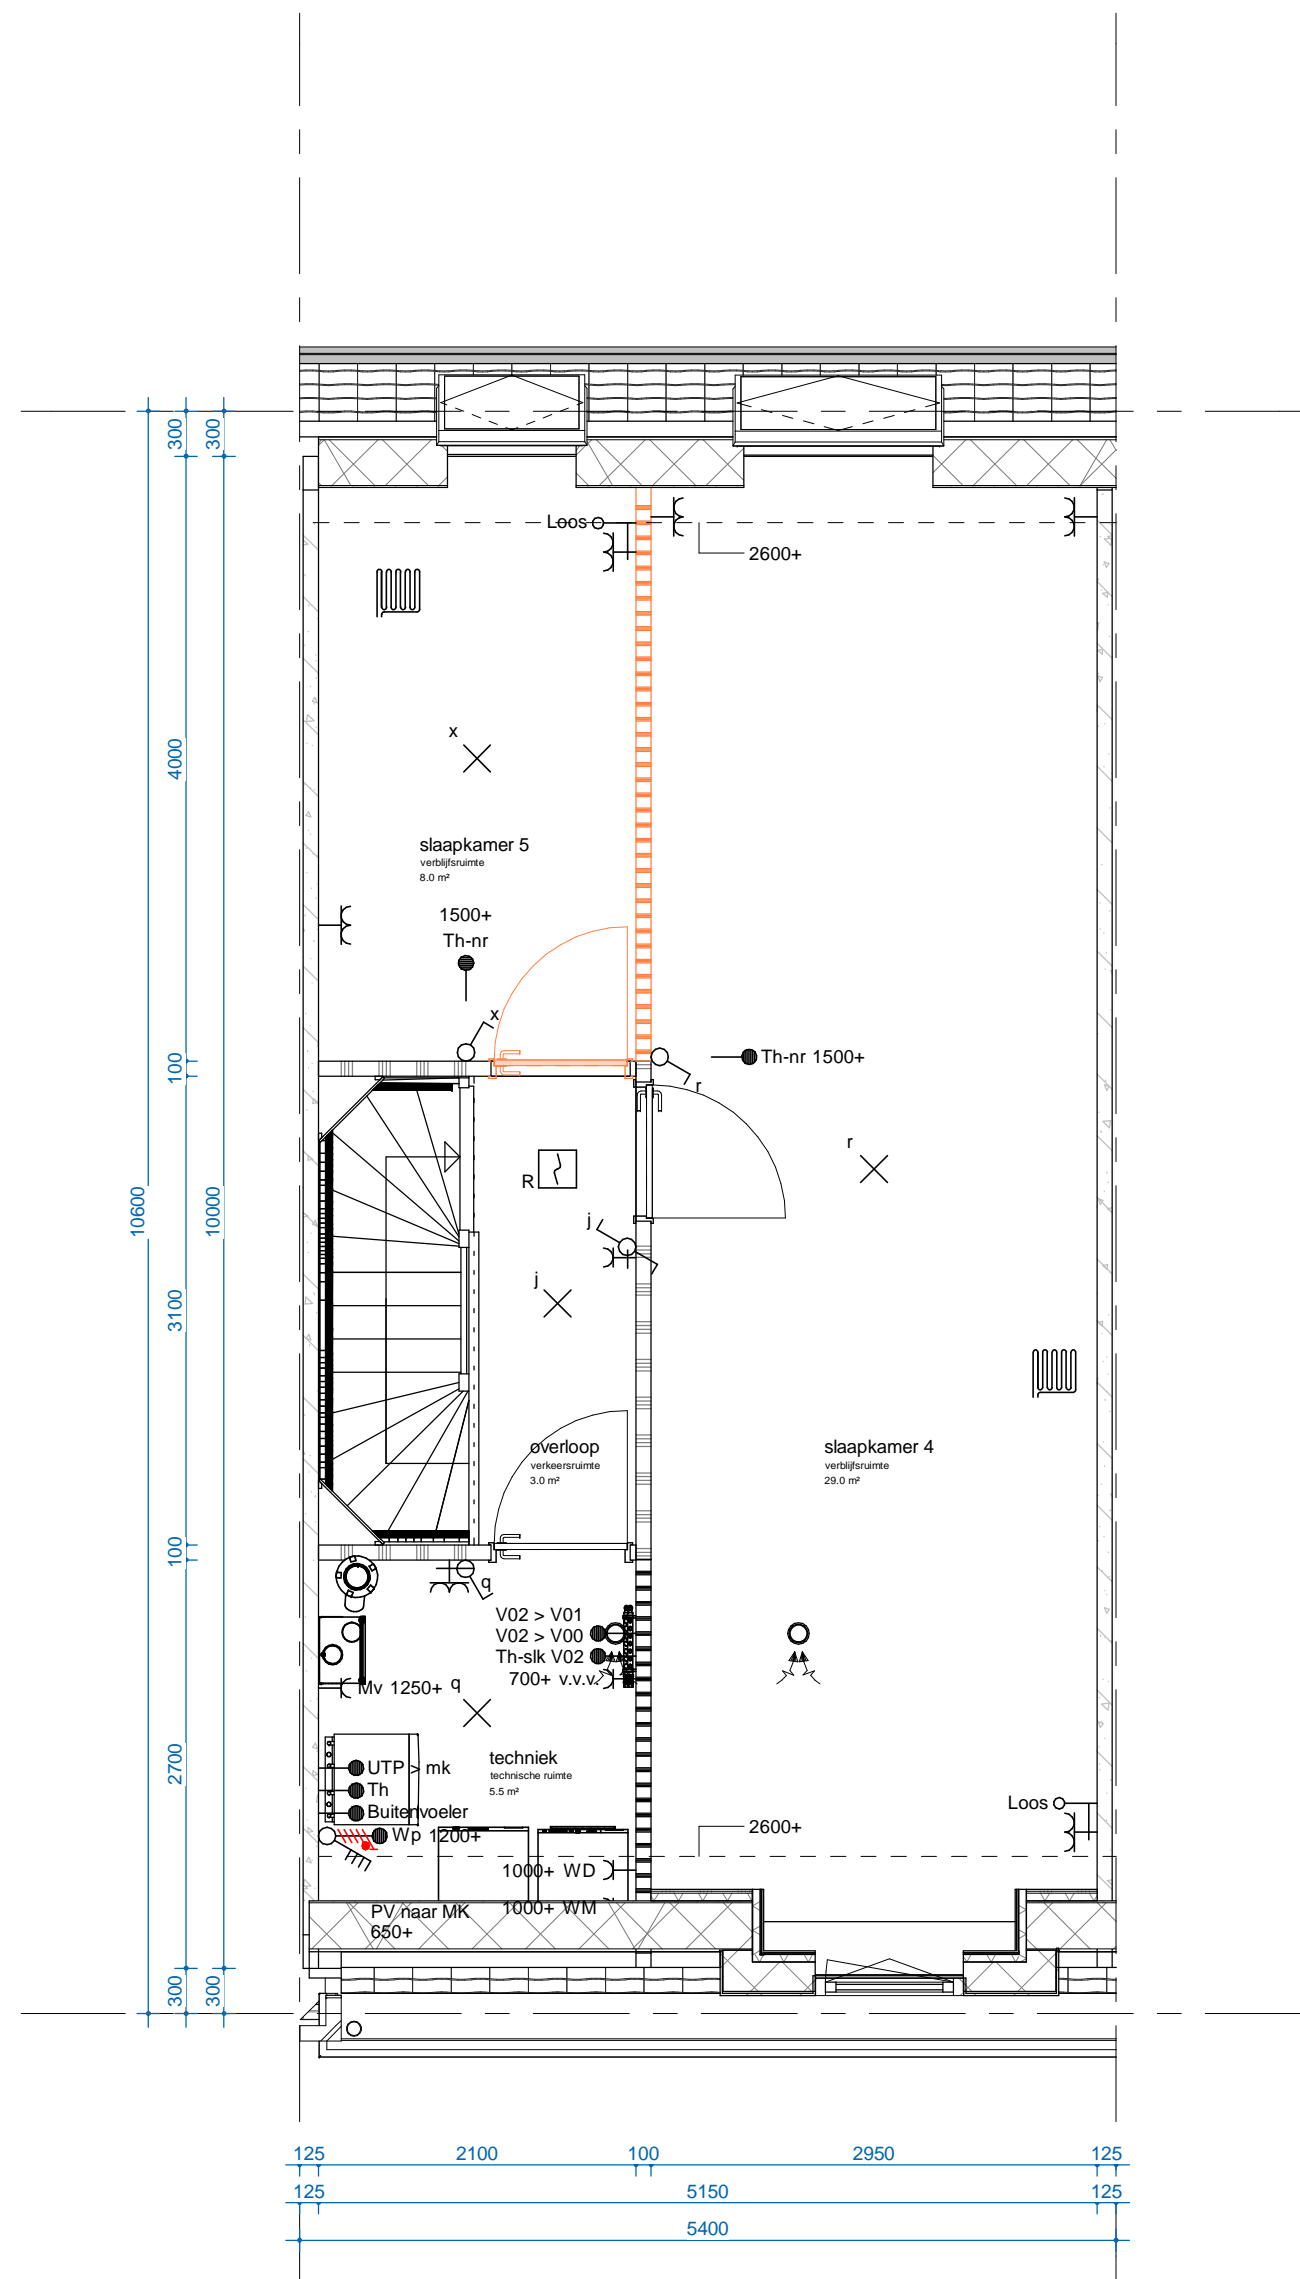 300
300
Loos
2600+
x
4000
slaapkamer 5
verblijfsruimte
8.0 m²
1500+
Th-nr
x
100
Th-nr 1500+
r
r
R
10600
10000
j
j
3100
overloop
verkeersruimte
3.0 m²
slaapkamer 4
verblijfsruimte
29.0 m²
100
q
V02 > V01
V02 > V00
Th-slk V02
700+ v.v.v.
Mv 1250+
q
2700
techniek
technische ruimte
5.5 m²
UTP > mk
Th
Buitenvoeler
Wp 1200+
Loos
2600+
1000+ WD
1000+ WM
PV naar MK
650+
300
300
125 2100 100 2950 125
125 5150 125
5400